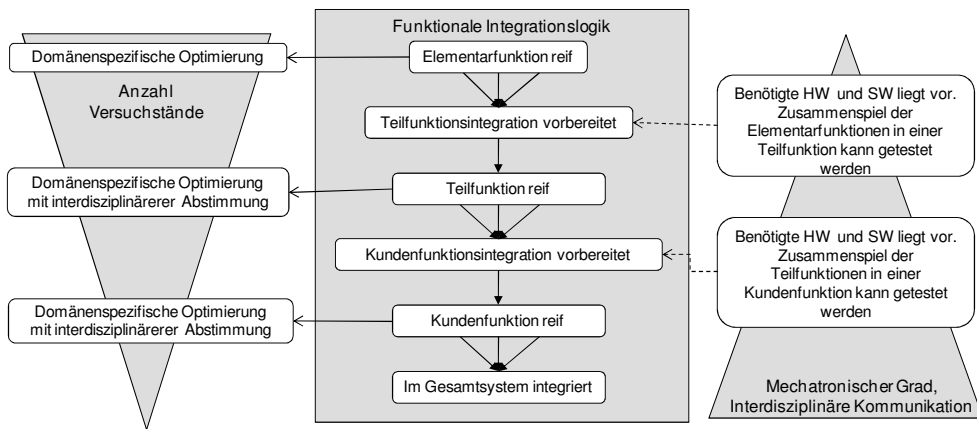 Funktionale Integrationslogik
Domänenspezifische Optimierung
Anzahl
Versuchstände
Domänenspezifische Optimierung
mit interdisziplinärerer Abstimmung
Domänenspezifische Optimierung
mit interdisziplinärerer Abstimmung
Elementarfunktion reif
Teilfunktionsintegration vorbereitet
Teilfunktion reif
Kundenfunktionsintegration vorbereitet
Kundenfunktion reif
Im Gesamtsystem integriert
Benötigte HW und SW liegt vor.
Zusammenspiel der
Elementarfunktionen in einer
Teilfunktion kann getestet
werden
Benötigte HW und SW liegt vor.
Zusammenspiel der
Teilfunktionen in einer
Kundenfunktion kann getestet
werden
Mechatronischer Grad,
Interdisziplinäre Kommunikation